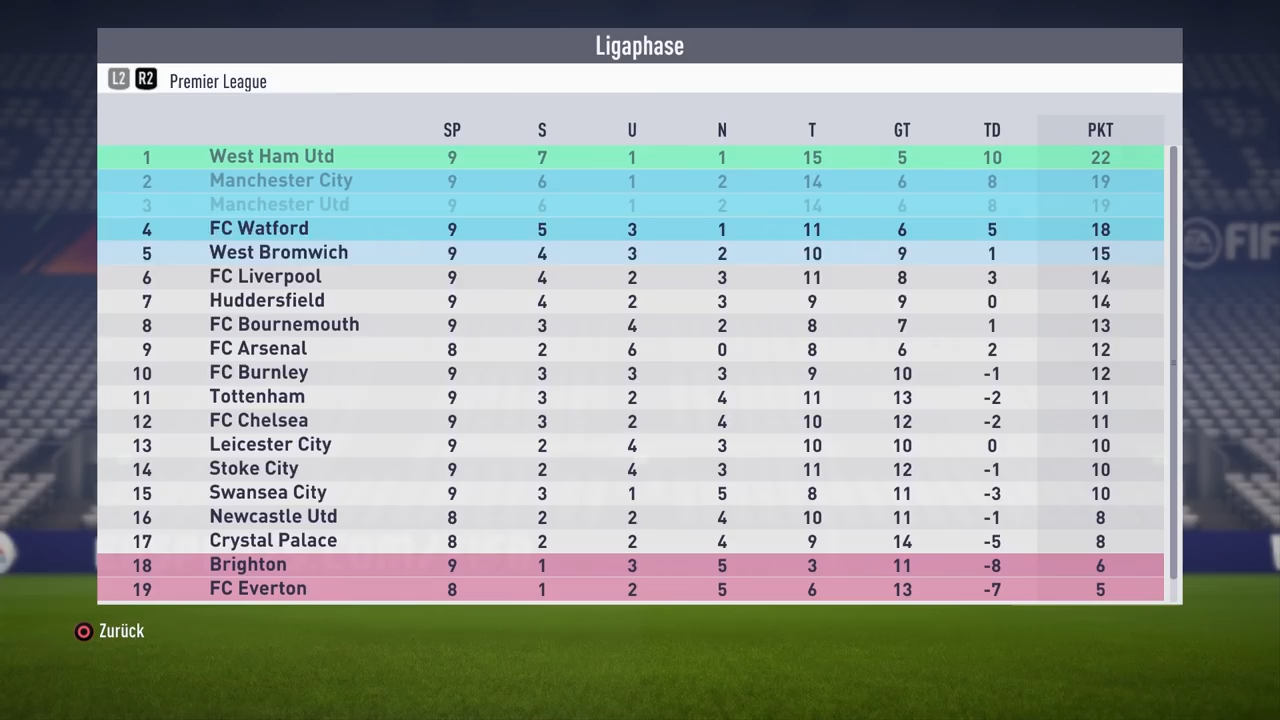 Ligaphase
L2 R2 Premier League
SP S U N T GT TD PKT
1 West Ham Utd 9 7 1 1 15 5 10 22
2 Manchester City 9 6 1 2 14 6 8 19
3 Manchester Utd 9 6 1 2 14 6 8 19
4 FC Watford 9 5 3 1 11 6 5 18
5 West Bromwich 9 4 3 2 10 9 1 15
6 FC Liverpool 9 4 2 3 11 8 3 14
7 Huddersfield 9 4 2 3 9 9 0 14
8 FC Bournemouth 9 3 4 2 8 7 1 13
9 FC Arsenal 8 2 6 0 8 6 2 12
10 FC Burnley 9 3 3 3 9 10 -1 12
11 Tottenham 9 3 2 4 11 13 -2 11
12 FC Chelsea 9 3 2 4 10 12 -2 11
13 Leicester City 9 2 4 3 10 10 0 10
14 Stoke City 9 2 4 3 11 12 -1 10
15 Swansea City 9 3 1 5 8 11 -3 10
16 Newcastle Utd 8 2 2 4 10 11 -1 8
17 Crystal Palace 8 2 2 4 9 14 -5 8
18 Brighton 9 1 3 5 3 11 -8 6
19 FC Everton 8 1 2 5 6 13 -7 5
Zurück
EA FIF